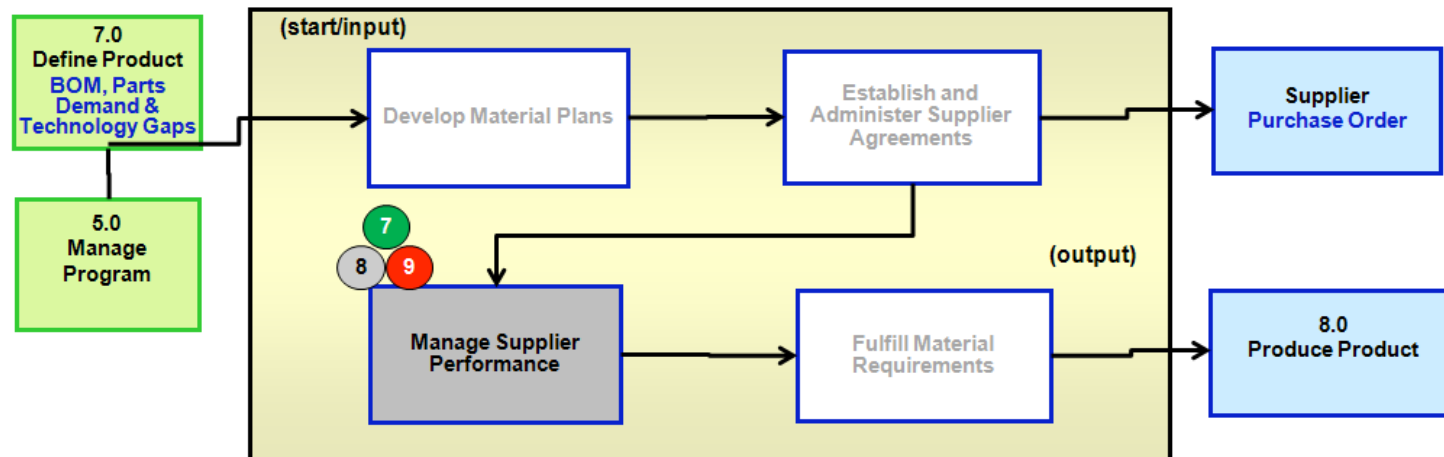 7.0
Define Product
BOM, Parts
Demand &
Technology Gaps
5.0
Manage
Program
(start/input)
Develop Material Plans
Establish and
Administer Supplier
Agreements
Supplier
Purchase Order
7
8
9
(output)
Manage Supplier
Performance
Fulfill Material
Requirements
8.0
Produce Product